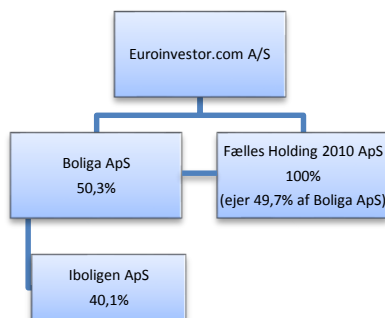 Euroinvestor.com A/S
Boliga ApS
50,3%
Fælles Holding 2010 ApS
100%
(ejer 49,7% af Boliga ApS)
Iboligen ApS
40,1%